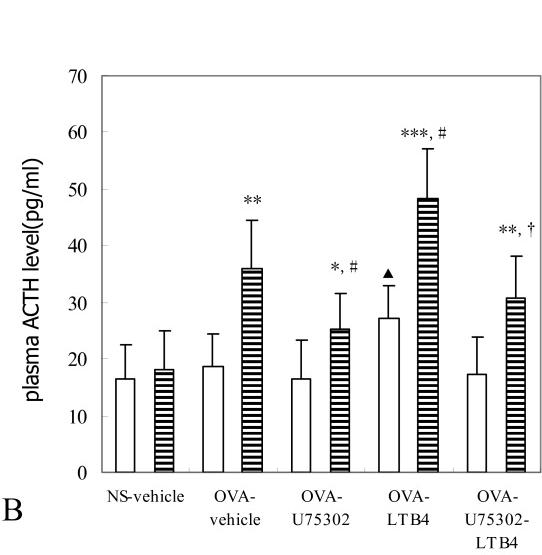 70
60
50
40
30
20
10
0
plasma ACTH level(pg/ml)
**
*, #
▲
***, #
**, †
NS-vehicle
OVA-
vehicle
OVA-
U75302
OVA-
LTB4
OVA-
U75302-
LTB4
B